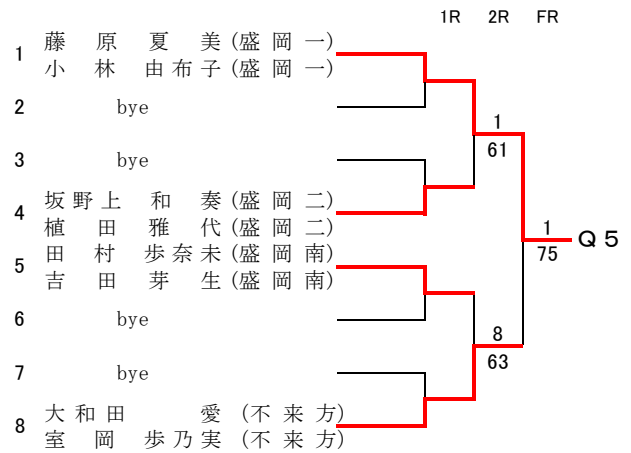 1R 2R FR
藤原夏美(盛岡一)
1
小林由布子(盛岡一)
2 bye
1
61
3 bye
坂野上和奏(盛岡二)
4
植田雅代(盛岡二)
1
75
Q5
田村歩奈未(盛岡南)
5
吉田芽生(盛岡南)
6 bye
8
63
7 bye
大和田愛(不来方)
8
室岡歩乃実(不来方)